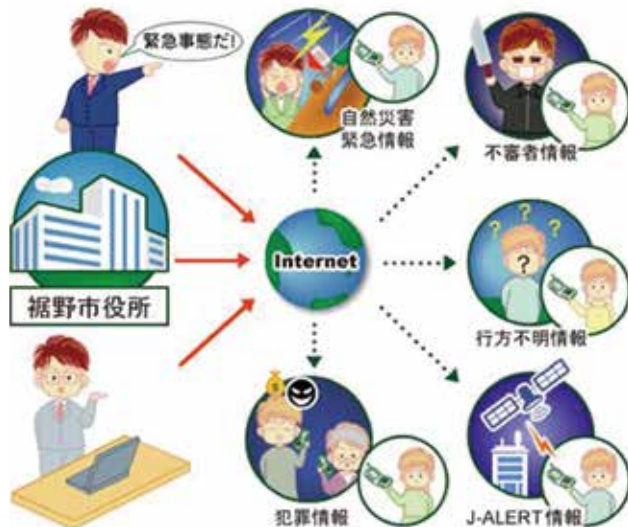 緊急事態だ!
自然災害
緊急情報
不審者情報
Internet
裾野市役所
?
?
?
?
行方不明情報
$
犯罪情報
J-ALERT情報